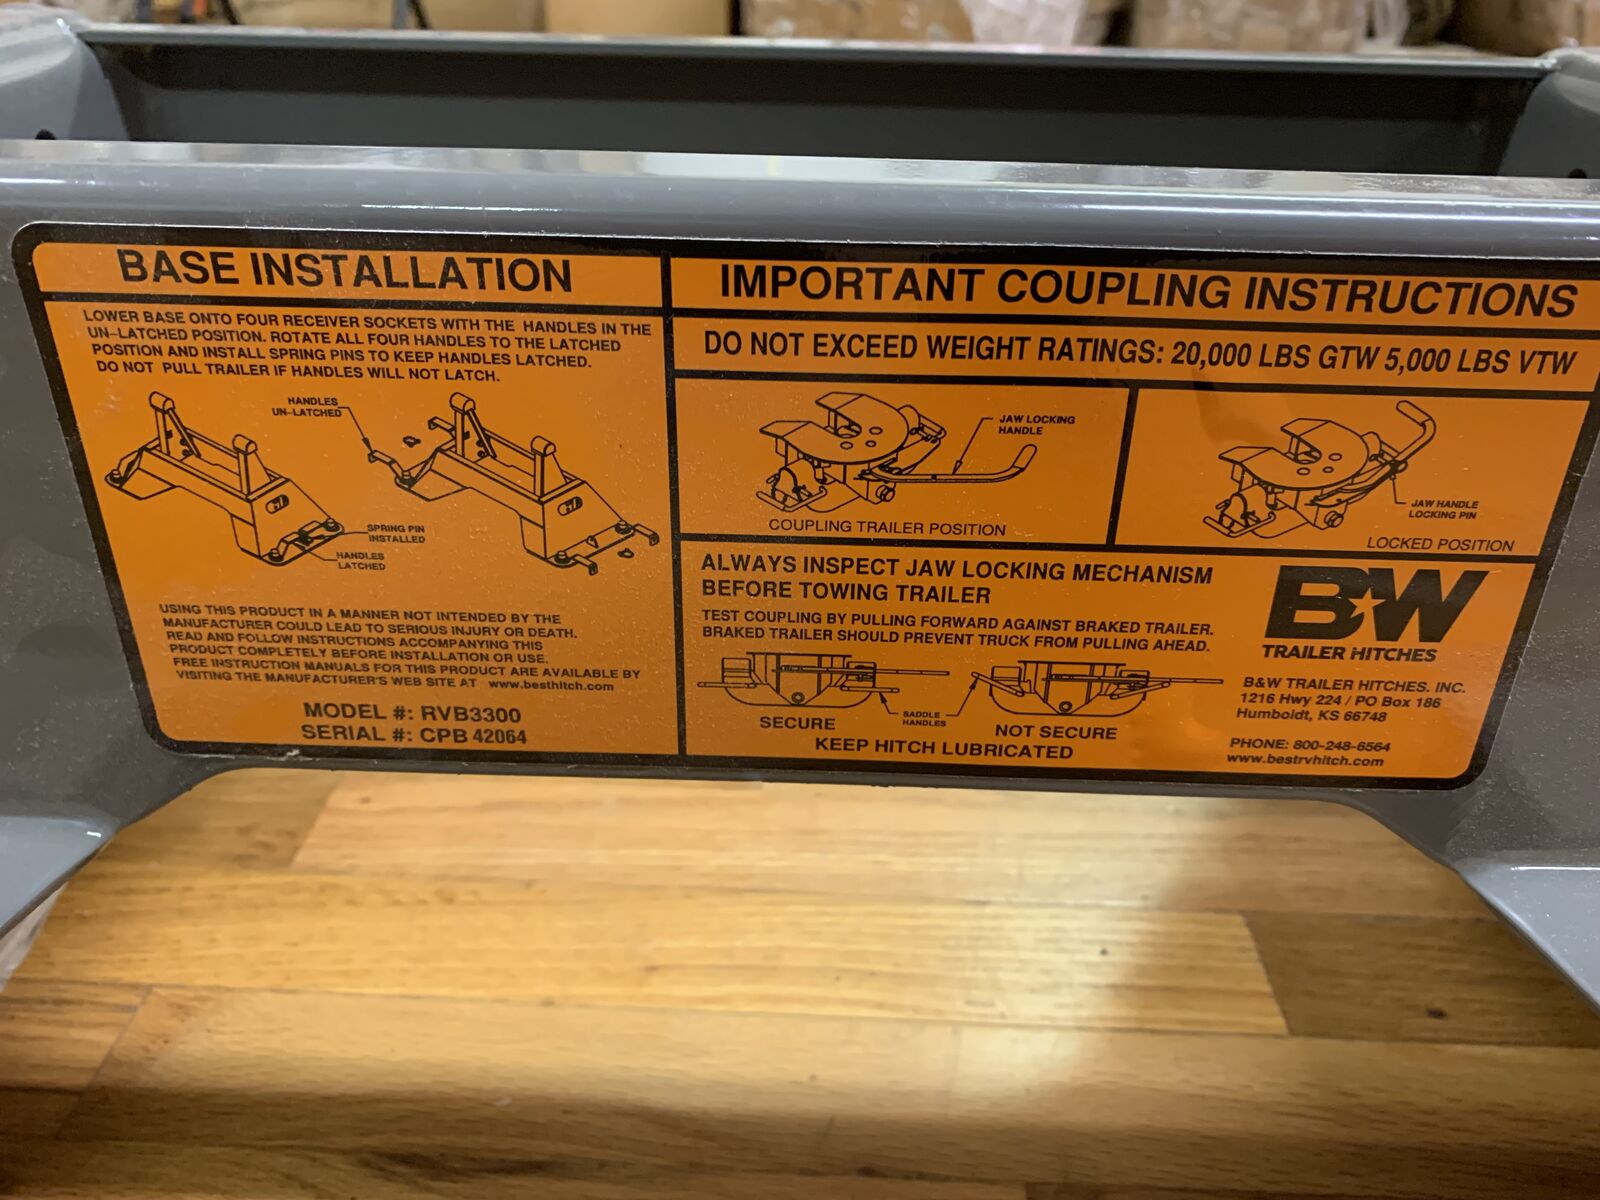 BASE INSTALLATION
LOWER BASE ONTO FOUR RECEIVER SOCKETS WITH THE HANDLES IN THE
UN-LATCHED POSITION. ROTATE ALL FOUR HANDLES TO THE LATCHED
POSITION AND INSTALL SPRING PINS TO KEEP HANDLES LATCHED.
DO NOT PULL TRAILER IF HANDLES WILL NOT LATCH.
HANDLES
UN-LATCHED
SPRING PIN
INSTALLED
HANDLES
LATCHED
USING THIS PRODUCT IN A MANNER NOT INTENDED BY THE
MANUFACTURER COULD LEAD TO SERIOUS INJURY OR DEATH.
READ AND FOLLOW INSTRUCTIONS ACCOMPANYING THIS
PRODUCT COMPLETELY BEFORE INSTALLATION OR USE.
FREE INSTRUCTION MANUALS FOR THIS PRODUCT ARE AVAILABLE BY
VISITING THE MANUFACTURER'S WEB SITE AT www.besthitch.com
MODEL #: RVB3300
SERIAL #: CPB 42064
IMPORTANT COUPLING INSTRUCTIONS
DO NOT EXCEED WEIGHT RATINGS: 20,000 LBS GTW 5,000 LBS VTW
JAW LOCKING
HANDLE
COUPLING TRAILER POSITION
JAW HANDLE
LOCKING PIN
LOCKED POSITION
ALWAYS INSPECT JAW LOCKING MECHANISM
BEFORE TOWING TRAILER
TEST COUPLING BY PULLING FORWARD AGAINST BRAKED TRAILER.
BRAKED TRAILER SHOULD PREVENT TRUCK FROM PULLING AHEAD.
SECURE
SADDLE
HANDLES
NOT SECURE
KEEP HITCH LUBRICATED
B&W
TRAILER HITCHES
B&W TRAILER HITCHES. INC.
1216 Hwy 224 / PO Box 186
Humboldt, KS 66748
PHONE: 800-248-6564
www.bestrvhitch.com